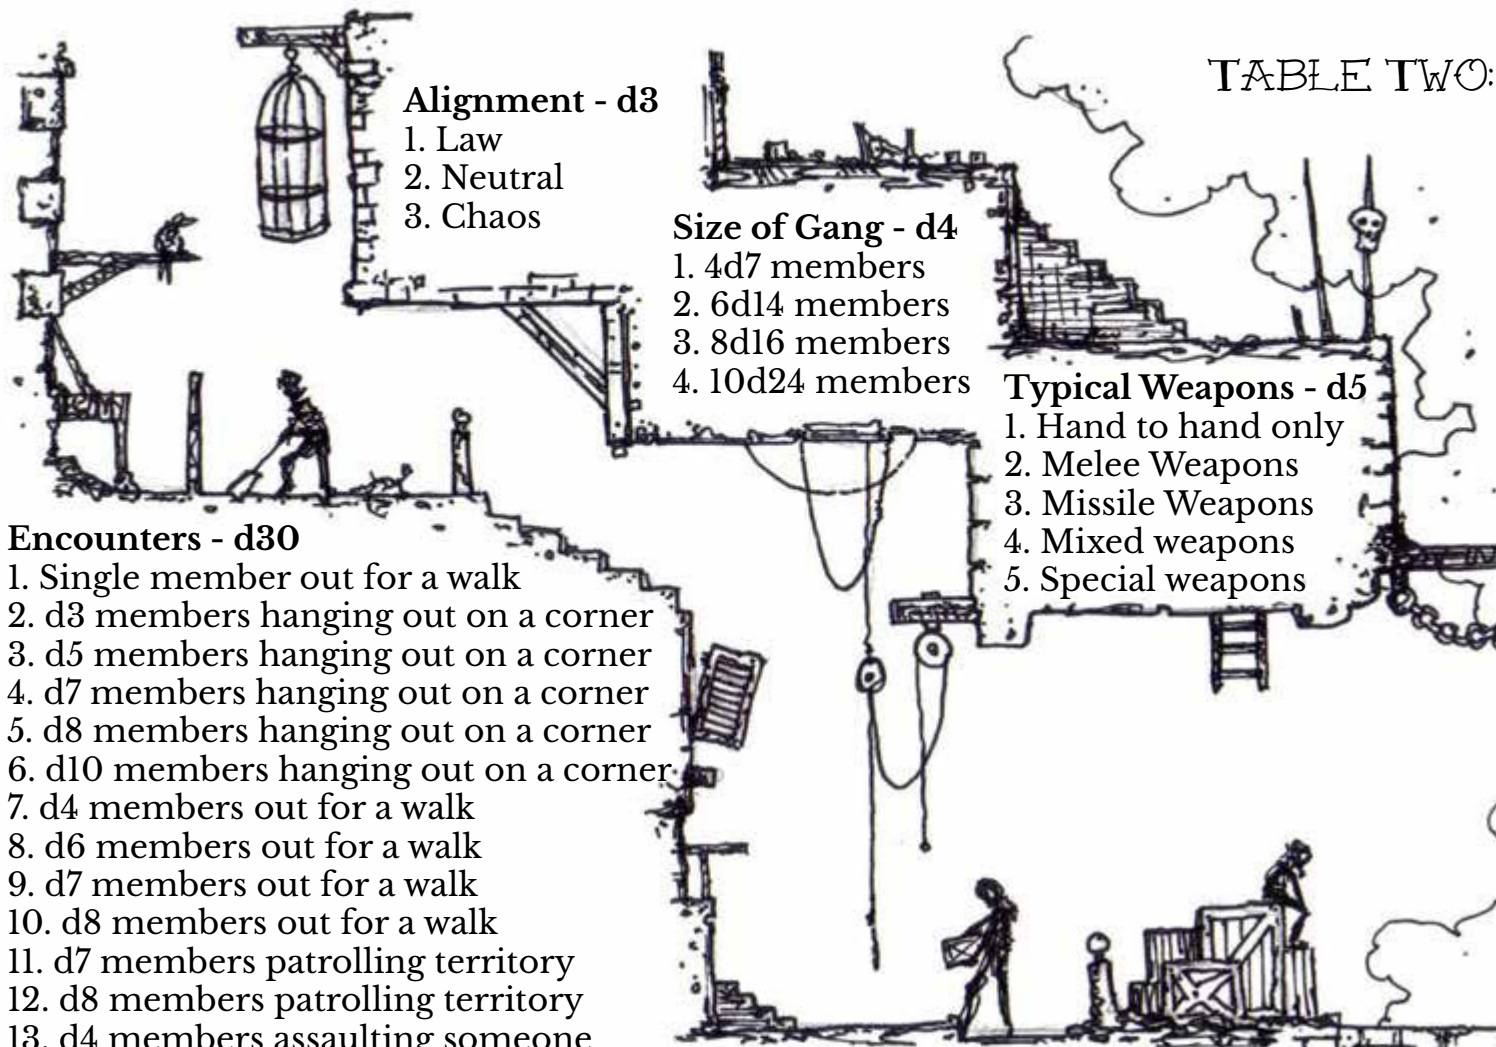 TABLE TWO:
Alignment - d3
1. Law
2. Neutral
3. Chaos
Size of Gang - d4
1. 4d7 members
2. 6d14 members
3. 8d16 members
4. 10d24 members
Typical Weapons - d5
1. Hand to hand only
2. Melee Weapons
3. Missile Weapons
4. Mixed weapons
5. Special weapons
Encounters - d30
1. Single member out for a walk
2. d3 members hanging out on a corner
3. d5 members hanging out on a corner
4. d7 members hanging out on a corner
5. d8 members hanging out on a corner
6. d10 members hanging out on a corner
7. d4 members out for a walk
8. d6 members out for a walk
9. d7 members out for a walk
10. d8 members out for a walk
11. d7 members patrolling territory
12. d8 members patrolling territory
13. d4 members assaulting someone